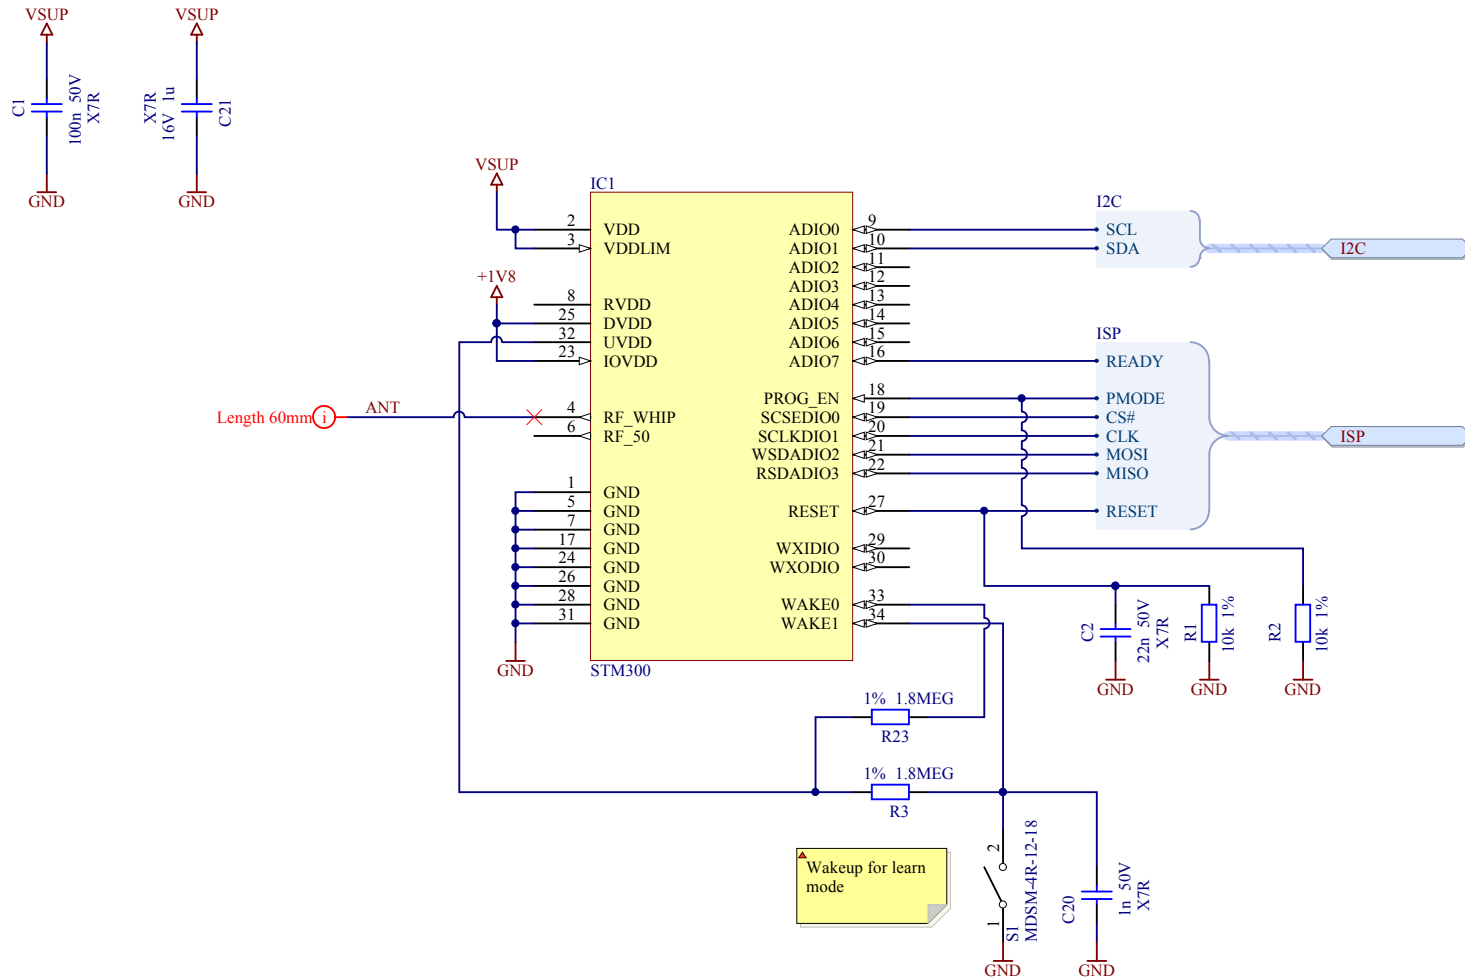 VSUP
VSUP
C1
100n 50V
X7R
X7R
16V 1u
C21
GND
GND
VSUP
IC1
2 VDD
3 VDDLIM
+1V8
8 RVDD
25 DVDD
32 UVDD
23 IOVDD
Length 60mm i ANT
4 RF_WHIP
6 RF_50
1 GND
5 GND
7 GND
17 GND
24 GND
26 GND
28 GND
31 GND
GND
STM300
ADIO0 9
ADIO1 10
ADIO2 11
ADIO3 12
ADIO4 13
ADIO5 14
ADIO6 15
ADIO7 16
PROG_EN 18
SCSEDIO0 19
SCLKDIO1 20
WSDADIO2 21
RSDADIO3 22
RESET 27
WXIDIO 29
WXODIO 30
WAKE0 33
WAKE1 34
I2C
SCL
SDA
I2C
ISP
READY
PMODE
CS#
CLK
MOSI
MISO
RESET
ISP
C2
22n 50V
X7R
GND
R1
10k 1%
GND
R2
10k 1%
GND
1% 1.8MEG
R23
1% 1.8MEG
R3
Wakeup for learn
mode
2
1
S1
MDSM-4R-12-18
GND
C20
1n 50V
X7R
GND